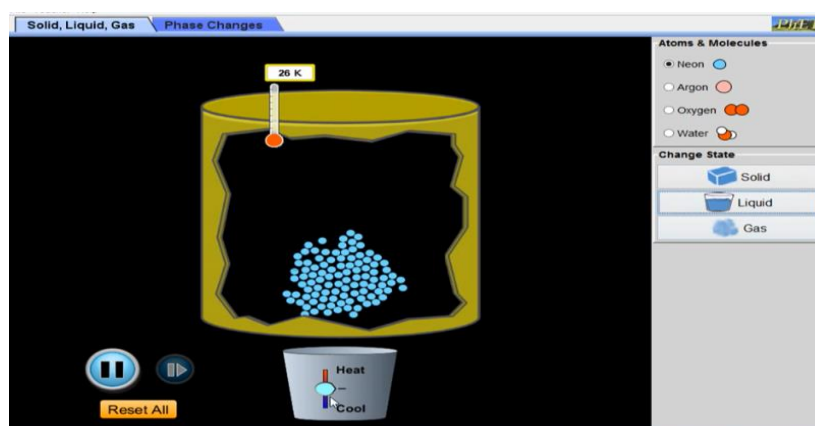 Solid, Liquid, Gas
Phase Changes
26 K
Atoms & Molecules
Neon
Argon
Oxygen
Water
Change State
Solid
Liquid
Gas
Heat
Cool
Reset All